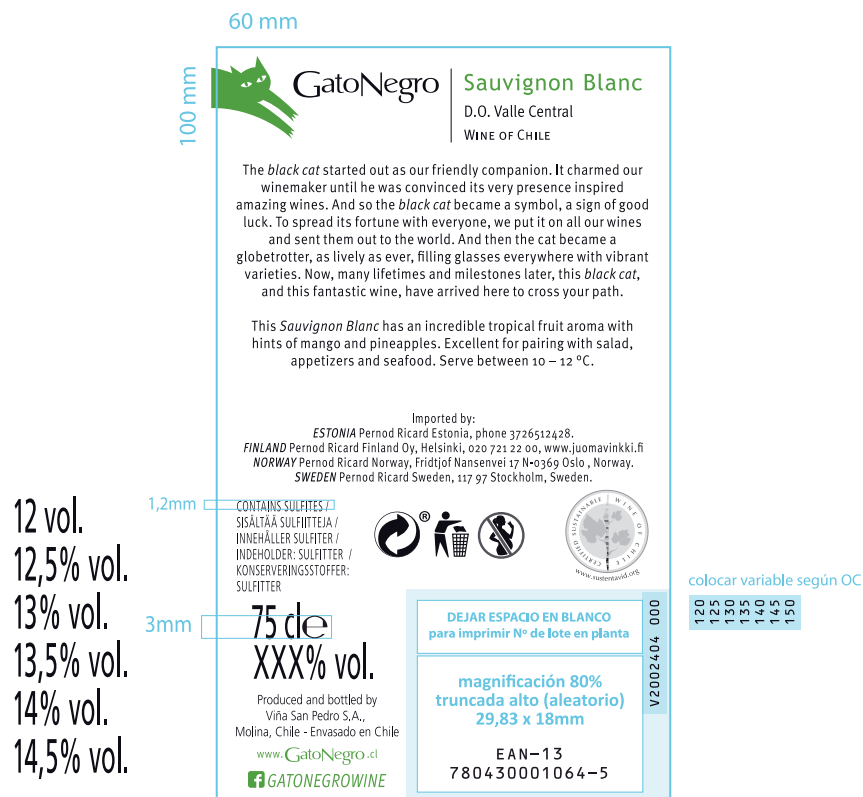 60 mm
100 mm
GatoNegro
Sauvignon Blanc
D.O. Valle Central
WINE OF CHILE
The black cat started out as our friendly companion. It charmed our
winemaker until he was convinced its very presence inspired
amazing wines. And so the black cat became a symbol, a sign of good
luck. To spread its fortune with everyone, we put it on all our wines
and sent them out to the world. And then the cat became a
globetrotter, as lively as ever, filling glasses everywhere with vibrant
varieties. Now, many lifetimes and milestones later, this black cat,
and this fantastic wine, have arrived here to cross your path.
This Sauvignon Blanc has an incredible tropical fruit aroma with
hints of mango and pineapples. Excellent for pairing with salad,
appetizers and seafood. Serve between 10 – 12 ºC.
Imported by:
ESTONIA Pernod Ricard Estonia, phone 3726512428.
FINLAND Pernod Ricard Finland Oy, Helsinki, 020 721 22 00, www.juomavinkki.fi
NORWAY Pernod Ricard Norway, Fridtjof Nansenvei 17 N-0369 Oslo , Norway.
SWEDEN Pernod Ricard Sweden, 117 97 Stockholm, Sweden.
12 vol.
12,5% vol.
13% vol.
13,5% vol.
14% vol.
14,5% vol.
1,2mm
CONTAINS SULFITES /
SISÄLTÄÄ SULFIITTEJA /
INNEHÅLLER SULFITER /
INDEHOLDER: SULFITTER /
KONSERVERINGSSTOFFER:
SULFITTER
®
CERTIFIED SUSTAINABLE WINE OF CHILE
www.sustentavid.org
3mm
75 cl e
XXX% vol.
Produced and bottled by
Viña San Pedro S.A.,
Molina, Chile - Envasado en Chile
www.GatoNegro.cl
GATONEGROWINE
DEJAR ESPACIO EN BLANCO
para imprimir Nº de lote en planta
magnificación 80%
truncada alto (aleatorio)
29,83 x 18mm
EAN-13
780430001064-5
V2002404 000
colocar variable según OC
120
125
130
135
140
145
150